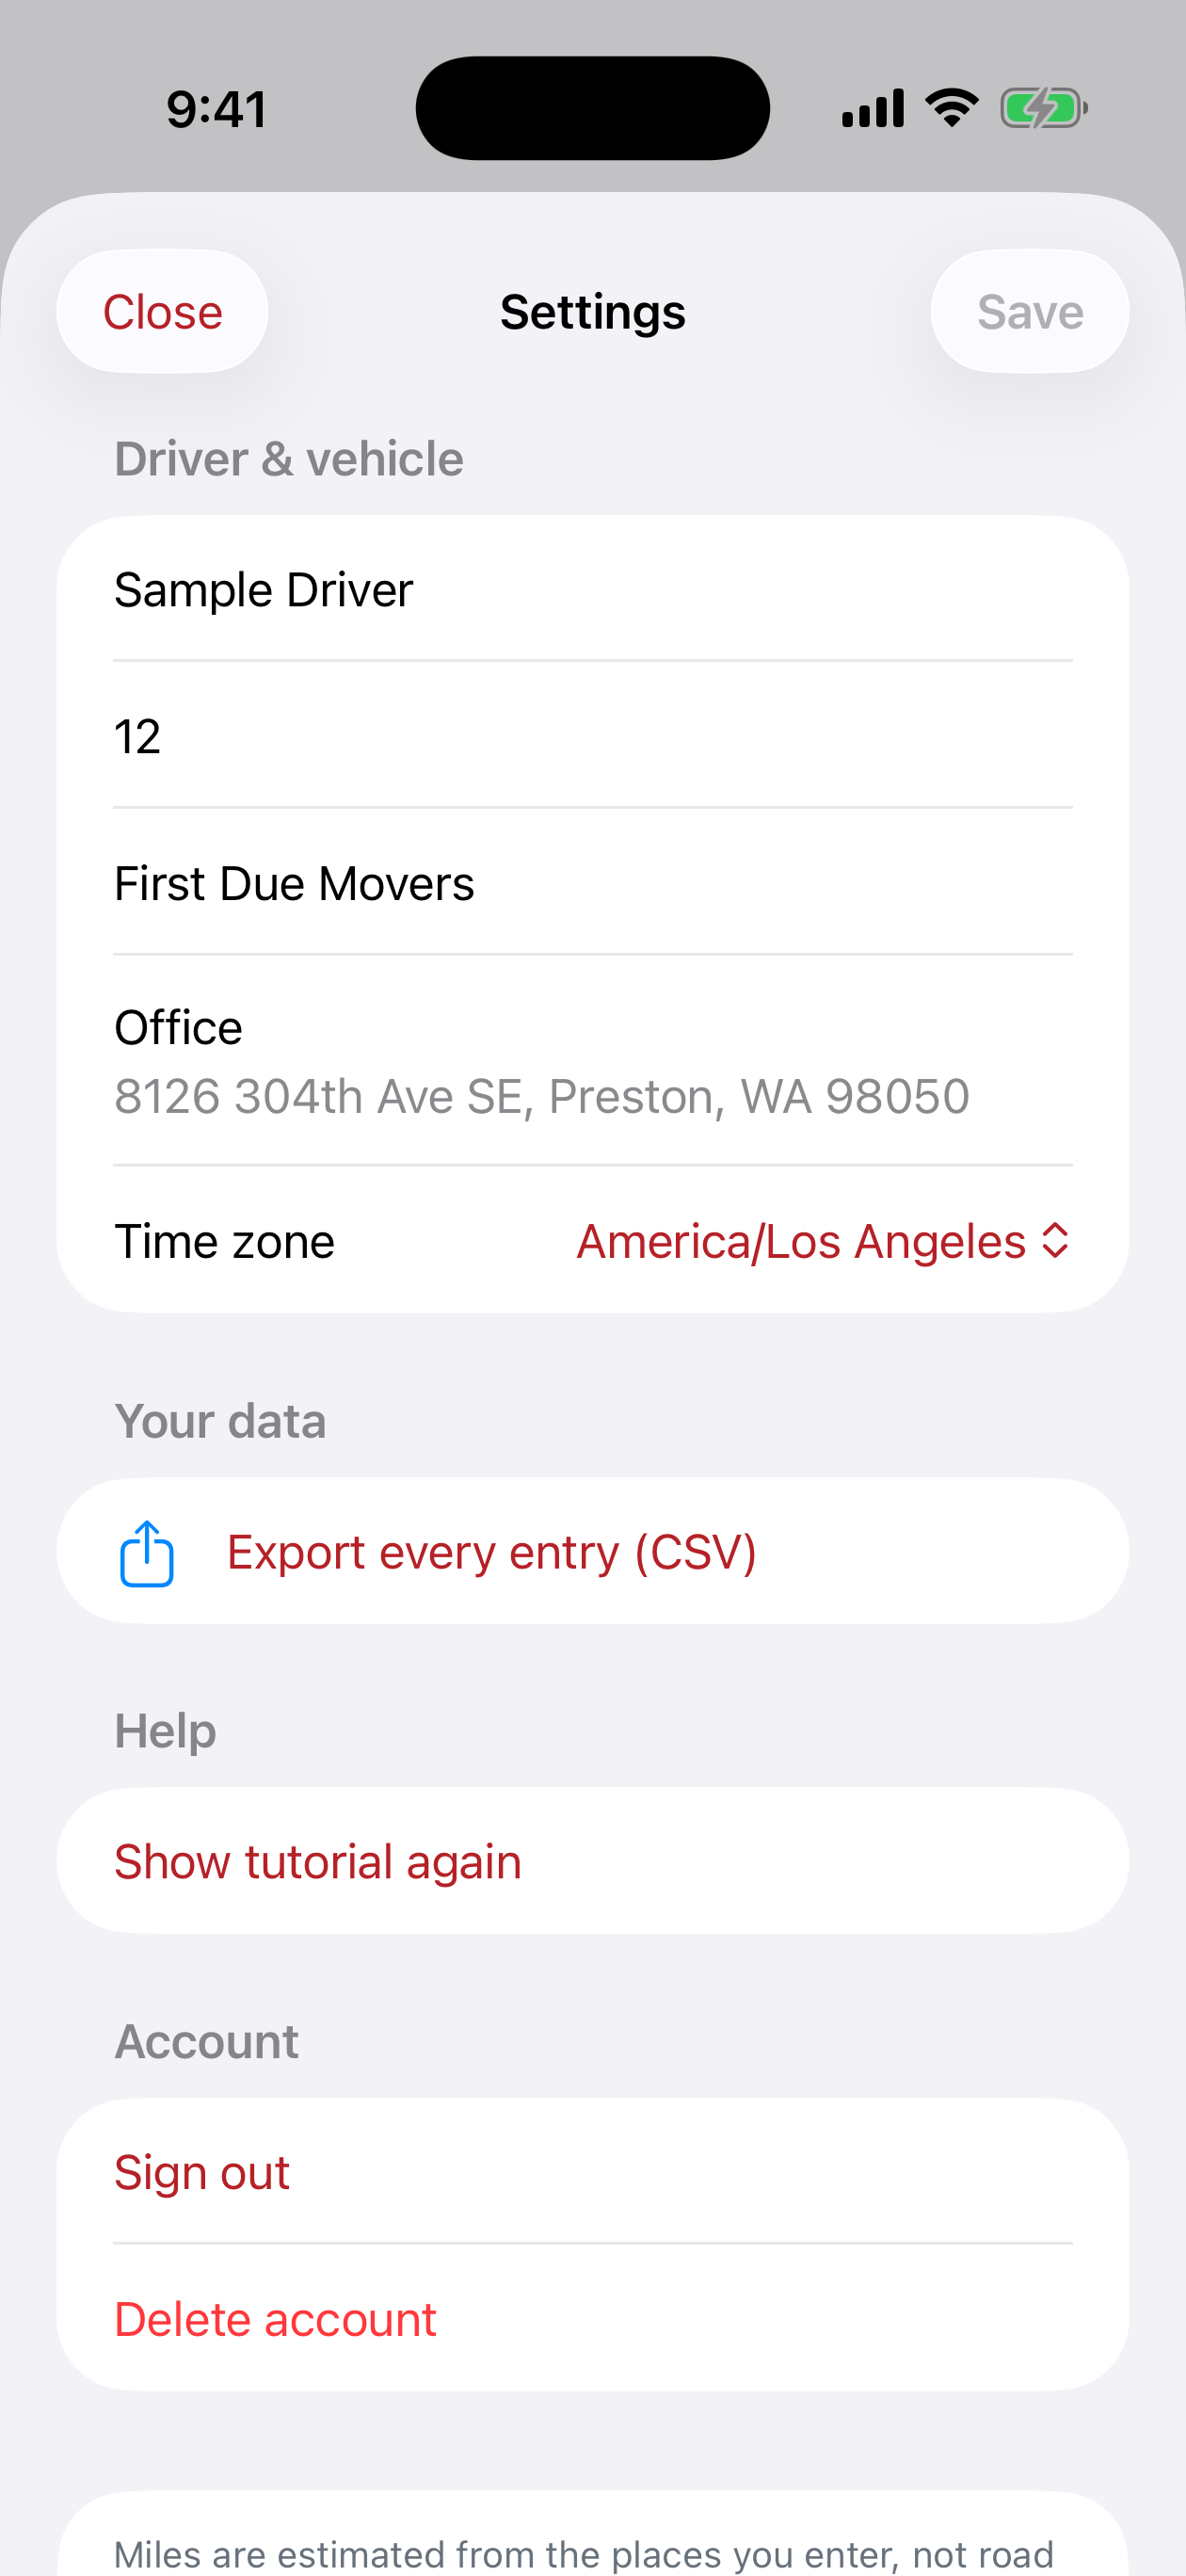 9:41
Close
Settings
Save
Driver & vehicle
Sample Driver
12
First Due Movers
Office
8126 304th Ave SE, Preston, WA 98050
Time zone
America/Los Angeles
Your data
Export every entry (CSV)
Help
Show tutorial again
Account
Sign out
Delete account
Miles are estimated from the places you enter, not road